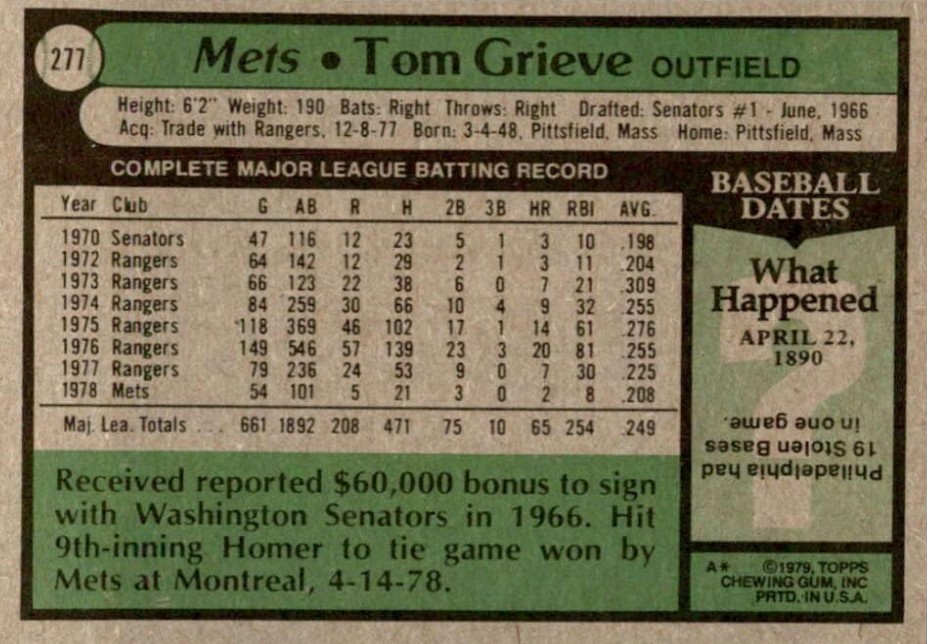 277
Mets • Tom Grieve OUTFIELD
Height: 6'2" Weight: 190 Bats: Right Throws: Right Drafted: Senators #1 - June, 1966
Acq: Trade with Rangers, 12-8-77 Born: 3-4-48, Pittsfield, Mass Home: Pittsfield, Mass
COMPLETE MAJOR LEAGUE BATTING RECORD
Year Club G AB R H 2B 3B HR RBI AVG.
1970 Senators 47 116 12 23 5 1 3 10 .198
1972 Rangers 64 142 12 29 2 1 3 11 .204
1973 Rangers 66 123 22 38 6 0 7 21 .309
1974 Rangers 84 259 30 66 10 4 9 32 .255
1975 Rangers 118 369 46 102 17 1 14 61 .276
1976 Rangers 149 546 57 139 23 3 20 81 .255
1977 Rangers 79 236 24 53 9 0 7 30 .225
1978 Mets 54 101 5 21 3 0 2 8 .208
Maj. Lea. Totals ... 661 1892 208 471 75 10 65 254 .249
Received reported $60,000 bonus to sign
with Washington Senators in 1966. Hit
9th-inning Homer to tie game won by
Mets at Montreal, 4-14-78.
BASEBALL
DATES
What
Happened
APRIL 22,
1890
Philadelphia had
19 Stolen Bases
in one game.
A* ©1979, TOPPS
CHEWING GUM, INC
PRTD. IN U.S.A.